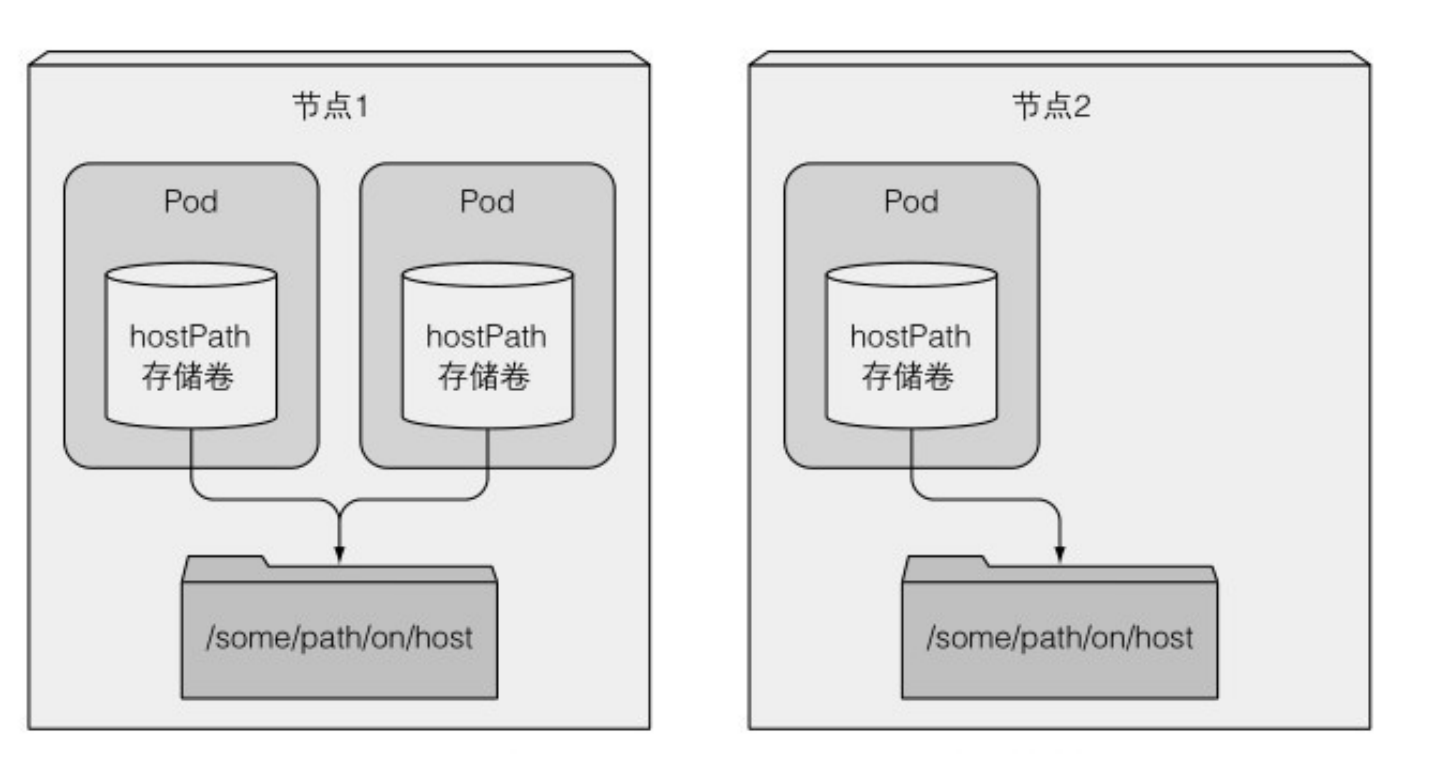 节点1
Pod
Pod
hostPath
存储卷
hostPath
存储卷
/some/path/on/host
节点2
Pod
hostPath
存储卷
/some/path/on/host